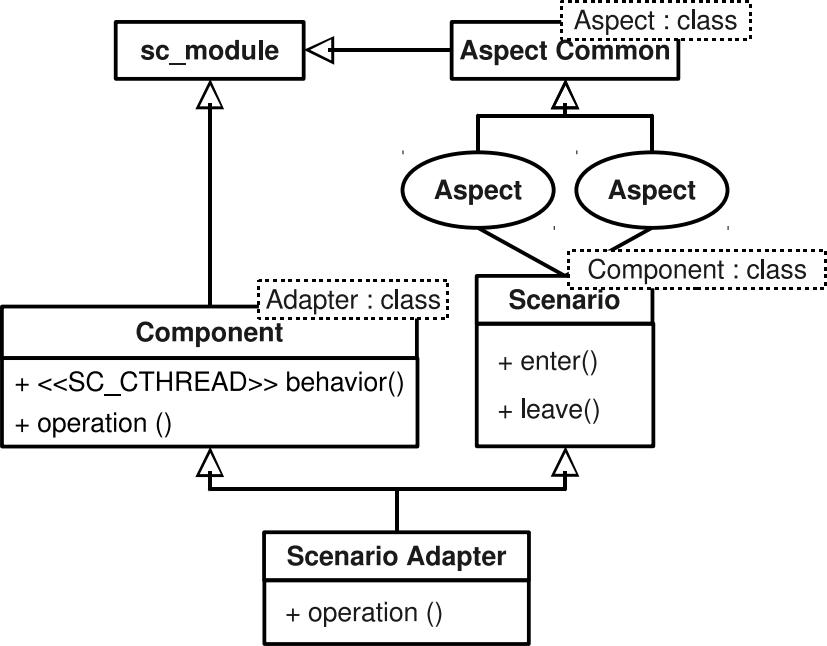 Aspect : class
sc_module
Aspect Common
Aspect
Aspect
Component : class
Adapter : class
Scenario
Component
+ enter()
+ <<SC_CTHREAD>> behavior()
+ leave()
+ operation ()
Scenario Adapter
+ operation ()